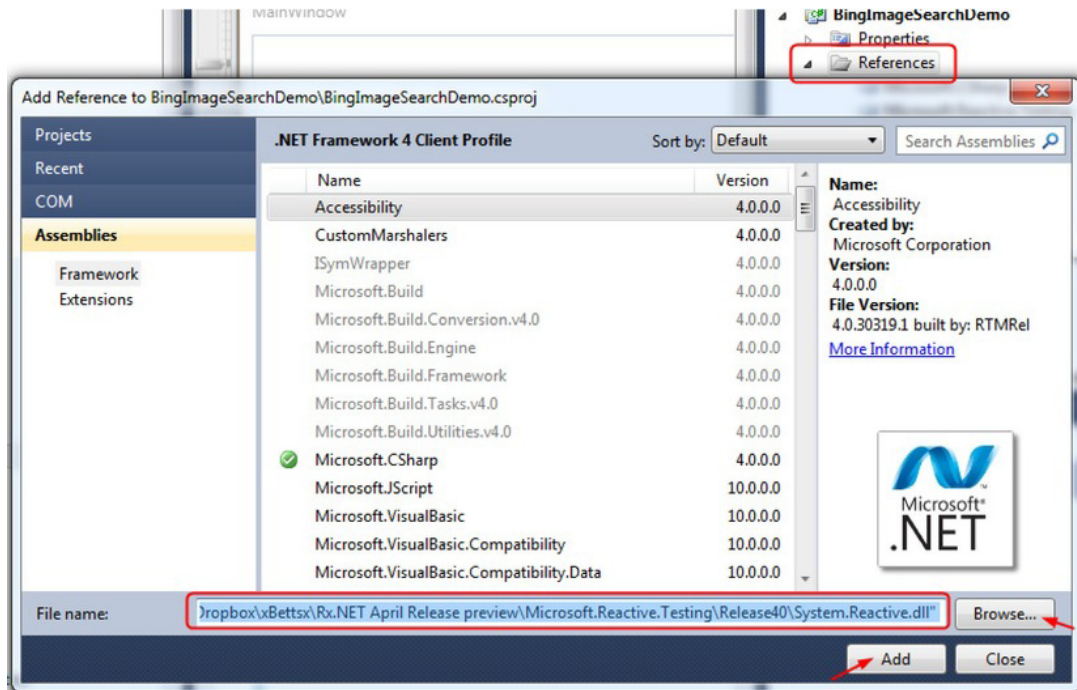 MainWindow
BingImageSearchDemo
Properties
References
Add Reference to BingImageSearchDemo\BingImageSearchDemo.csproj
Projects
Recent
COM
Assemblies
Framework
Extensions
.NET Framework 4 Client Profile
Sort by: Default
Search Assemblies
Name Version
Accessibility 4.0.0.0
CustomMarshalers 4.0.0.0
ISymWrapper 4.0.0.0
Microsoft.Build 4.0.0.0
Microsoft.Build.Conversion.v4.0 4.0.0.0
Microsoft.Build.Engine 4.0.0.0
Microsoft.Build.Framework 4.0.0.0
Microsoft.Build.Tasks.v4.0 4.0.0.0
Microsoft.Build.Utilities.v4.0 4.0.0.0
Microsoft.CSharp 4.0.0.0
Microsoft.JScript 10.0.0.0
Microsoft.VisualBasic 10.0.0.0
Microsoft.VisualBasic.Compatibility 10.0.0.0
Microsoft.VisualBasic.Compatibility.Data 10.0.0.0
Name:
Accessibility
Created by:
Microsoft Corporation
Version:
4.0.0.0
File Version:
4.0.30319.1 built by: RTMRel
More Information
Microsoft®
.NET
File name: Dropbox\xBettsx\Rx.NET April Release preview\Microsoft.Reactive.Testing\Release40\System.Reactive.dll" Browse...
Add Close